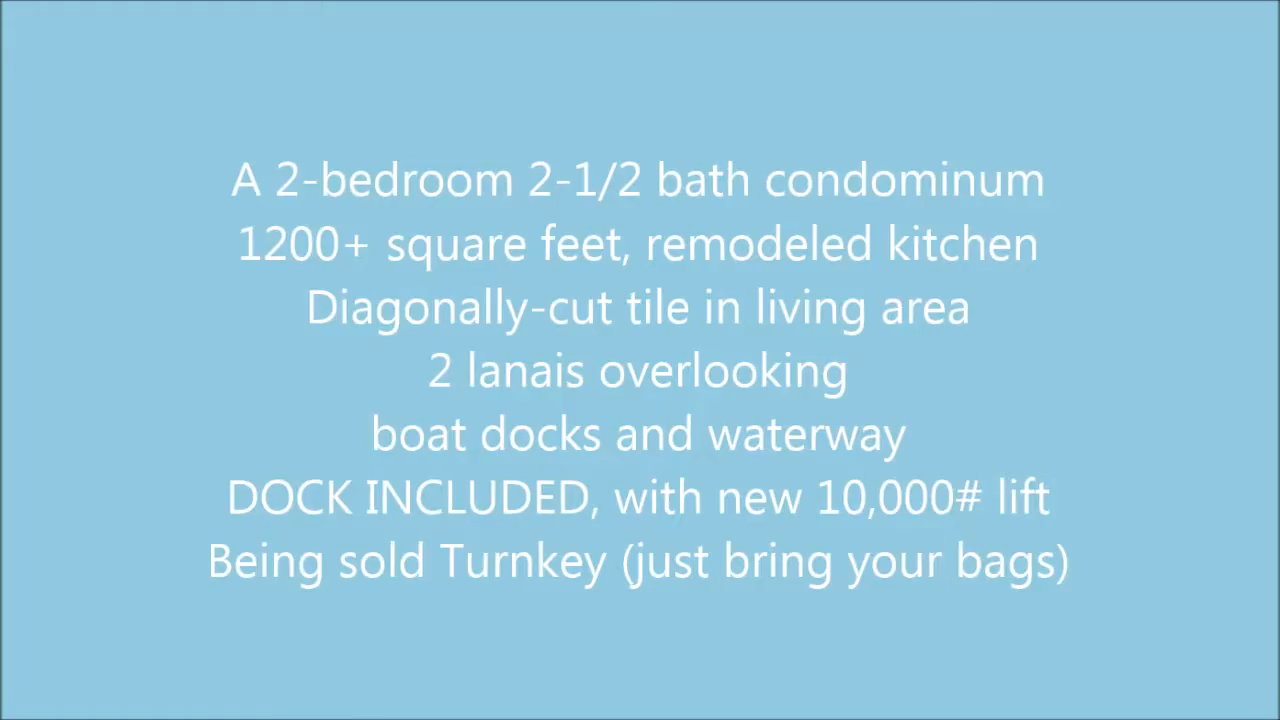 A 2-bedroom 2-1/2 bath condominum
1200+ square feet, remodeled kitchen
Diagonally-cut tile in living area
2 lanais overlooking
boat docks and waterway
DOCK INCLUDED, with new 10,000# lift
Being sold Turnkey (just bring your bags)